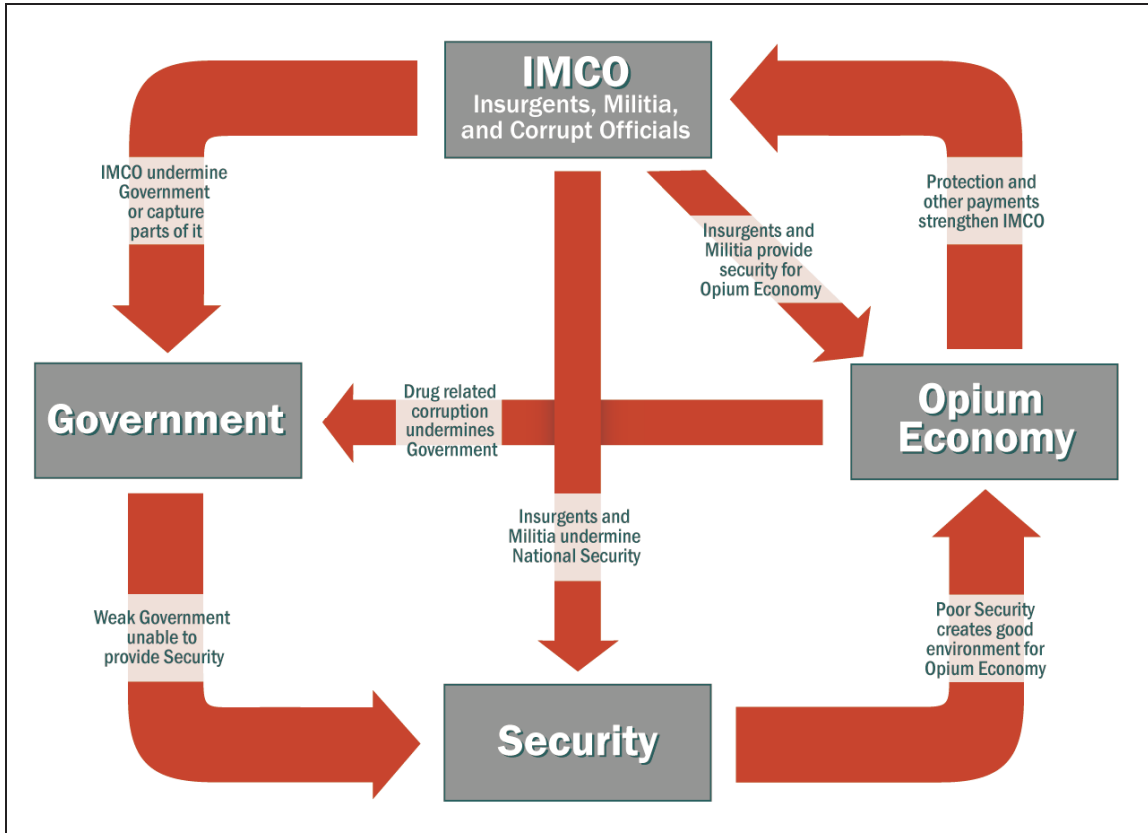 IMCO
Insurgents, Militia,
and Corrupt Officials
IMCO undermine
Government
or capture
parts of it
Protection and
other payments
strengthen IMCO
Insurgents and
Militia provide
security for
Opium Economy
Government
Drug related
corruption
undermines
Government
Opium
Economy
Insurgents and
Militia undermine
National Security
Weak Government
unable to
provide Security
Poor Security
creates good
environment for
Opium Economy
Security